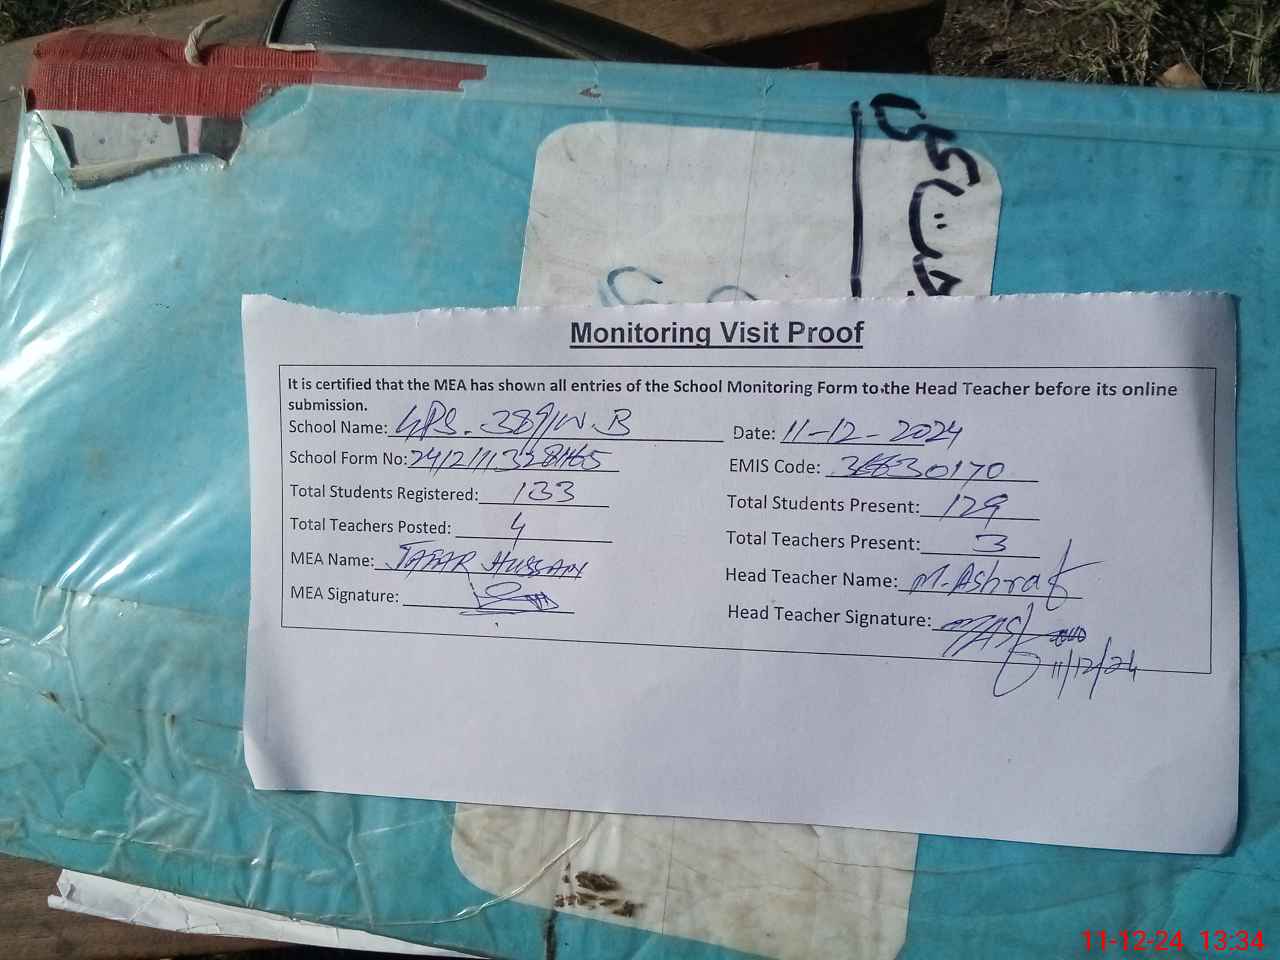 Monitoring Visit Proof
It is certified that the MEA has shown all entries of the School Monitoring Form to the Head Teacher before its online
submission.
School Name: GPS. 389/W.B Date: 11-12-2024
School Form No: EMIS Code:
Total Students Registered: 133 Total Students Present: 129
Total Teachers Posted: 4 Total Teachers Present: 3
MEA Name: JAFAR HUSSAIN Head Teacher Name: M. Ashraf
MEA Signature: Head Teacher Signature:
11/12/24
11-12-24 13:34